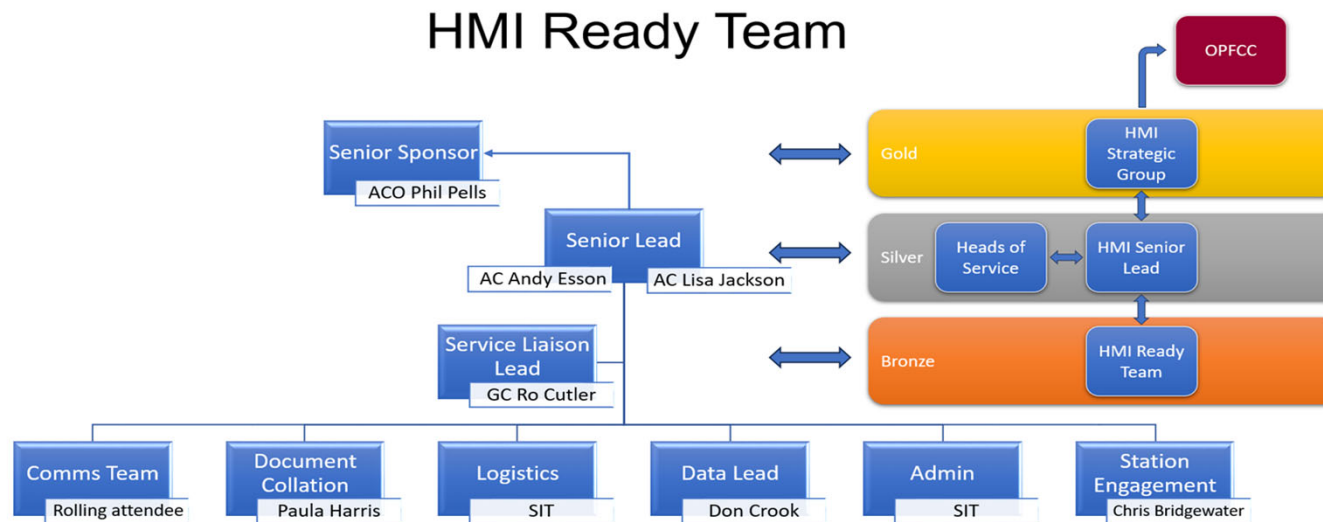 HMI Ready Team
OPFCC
Senior Sponsor
ACO Phil Pells
Gold
HMI
Strategic
Group
Senior Lead
AC Andy Esson
AC Lisa Jackson
Silver
Heads of
Service
HMI Senior
Lead
Service Liaison
Lead
GC Ro Cutler
Bronze
HMI Ready
Team
Comms Team
Rolling attendee
Document
Collation
Paula Harris
Logistics
SIT
Data Lead
Don Crook
Admin
SIT
Station
Engagement
Chris Bridgewater